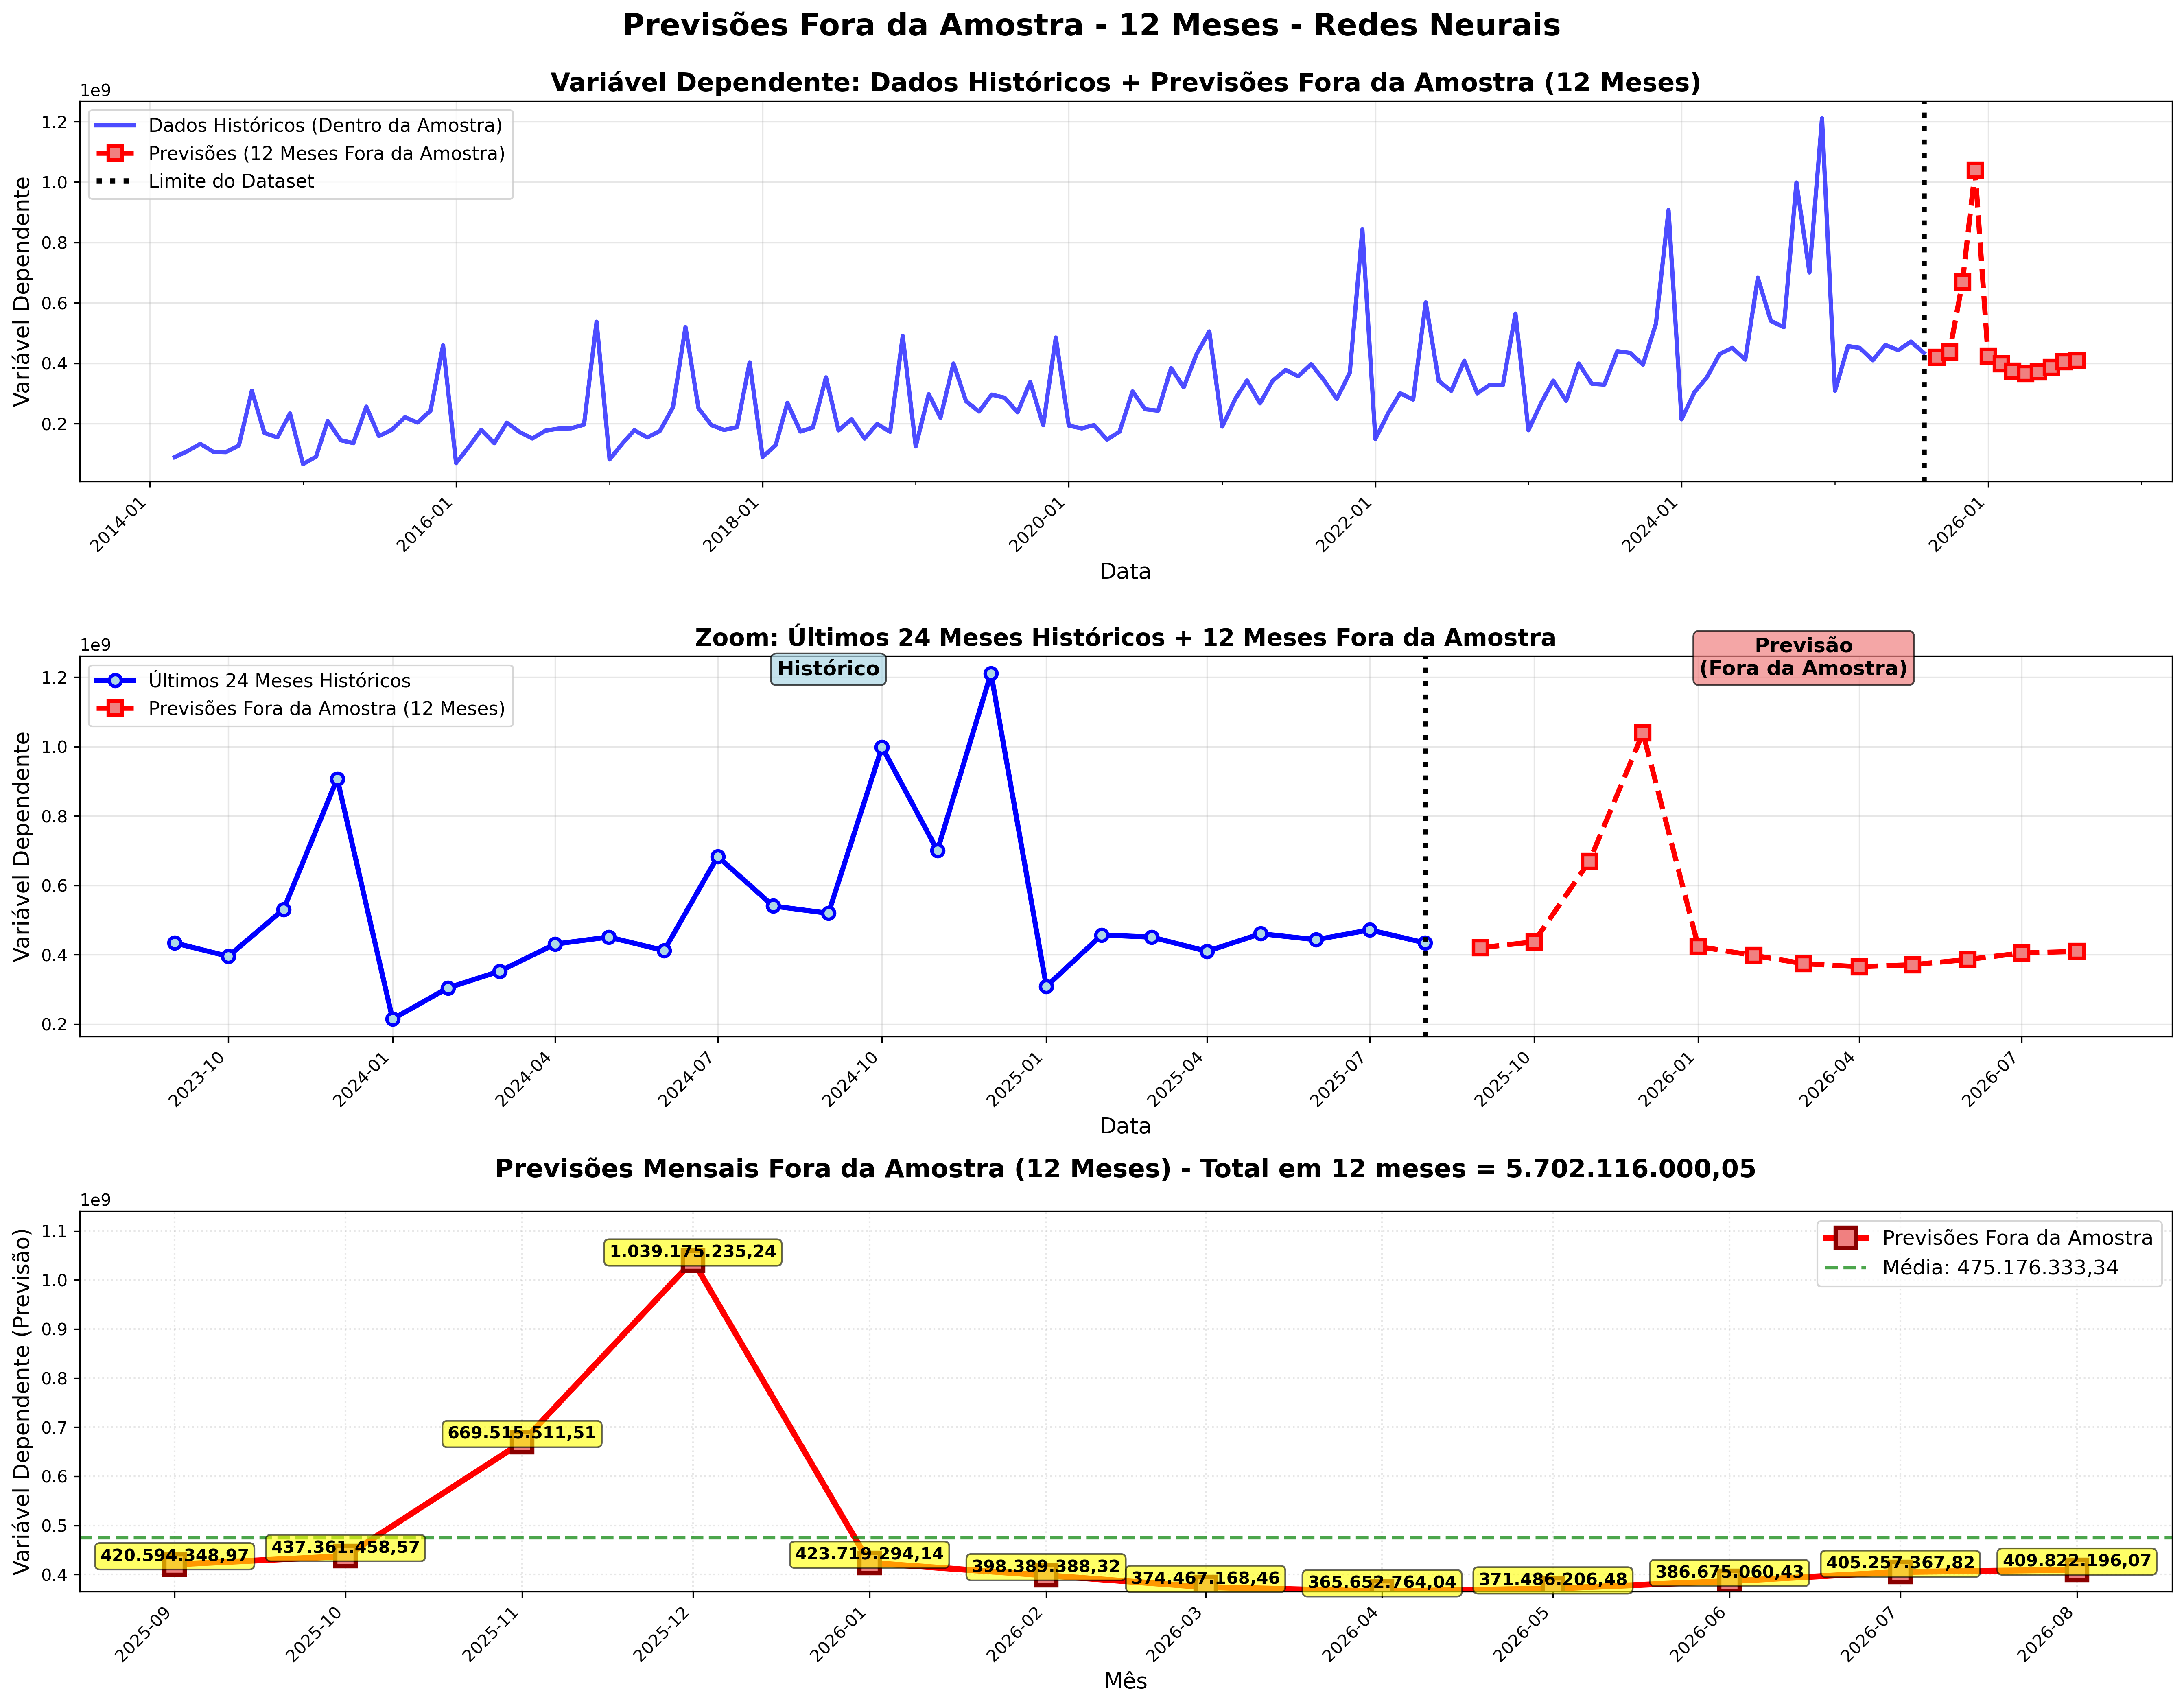 Previsões Fora da Amostra - 12 Meses - Redes Neurais
Variável Dependente: Dados Históricos + Previsões Fora da Amostra (12 Meses)
1e9
Variável Dependente
1.2
1.0
0.8
0.6
0.4
0.2
Dados Históricos (Dentro da Amostra)
Previsões (12 Meses Fora da Amostra)
Limite do Dataset
2014-01
2016-01
2018-01
2020-01
2022-01
2024-01
2026-01
Data
Zoom: Últimos 24 Meses Históricos + 12 Meses Fora da Amostra
1e9
Variável Dependente
1.2
1.0
0.8
0.6
0.4
0.2
Últimos 24 Meses Históricos
Previsões Fora da Amostra (12 Meses)
Histórico
Previsão
(Fora da Amostra)
2023-10
2024-01
2024-04
2024-07
2024-10
2025-01
2025-04
2025-07
2025-10
2026-01
2026-04
2026-07
Data
Previsões Mensais Fora da Amostra (12 Meses) - Total em 12 meses = 5.702.116.000,05
1e9
Variável Dependente (Previsão)
1.1
1.0
0.9
0.8
0.7
0.6
0.5
0.4
Previsões Fora da Amostra
Média: 475.176.333,34
420.594.348,97
437.361.458,57
669.515.511,51
1.039.175.235,24
423.719.294,14
398.389.388,32
374.467.168,46
365.652.764,04
371.486.206,48
386.675.060,43
405.257.367,82
409.822.196,07
2025-09
2025-10
2025-11
2025-12
2026-01
2026-02
2026-03
2026-04
2026-05
2026-06
2026-07
2026-08
Mês